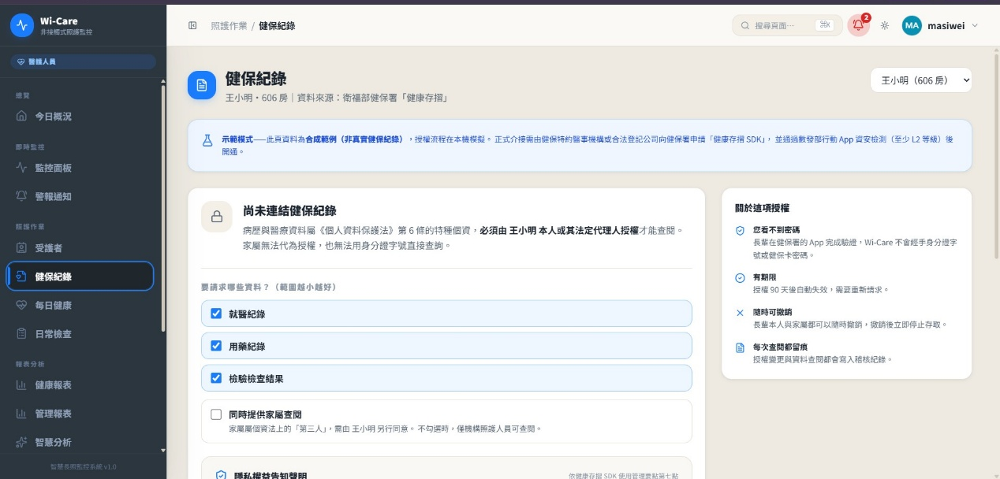 Wi-Care
非接觸式照護監控
醫護人員
總覽
今日概況
即時監控
監控面板
警報通知
照護作業
受護者
健保紀錄
每日健康
日常檢查
報表分析
健康報表
管理報表
智慧分析
智慧長照監控系統 v1.0
照護作業 / 健保紀錄
搜尋頁面… ⌘K
2
MA masiwei
健保紀錄
王小明・606 房｜資料來源：衛福部健保署「健康存摺」
王小明（606 房）
示範模式——此頁資料為合成範例（非真實健保紀錄），授權流程在本機模擬。 正式介接需由健保特約醫事機構或合法登記公司向健保署申請「健康存摺 SDK」， 並通過數發部行動 App 資安檢測（至少 L2 等級）後
開通。
尚未連結健保紀錄
病歷與醫療資料屬《個人資料保護法》第 6 條的特種個資，必須由 王小明 本人或其法定代理人授權才能查閱。
家屬無法代為授權，也無法用身分證字號直接查詢。
要請求哪些資料？（範圍越小越好）
就醫紀錄
用藥紀錄
檢驗檢查結果
同時提供家屬查閱
家屬屬個資法上的「第三人」，需由 王小明 另行同意。 不勾選時，僅機構照護人員可查閱。
隱私權益告知聲明
依健康存摺 SDK 使用管理要點第七點
關於這項授權
您看不到密碼
長輩在健保署的 App 完成驗證，Wi-Care 不會經手身分證字
號或健保卡密碼。
有期限
授權 90 天後自動失效，需要重新請求。
隨時可撤銷
長輩本人與家屬都可以隨時撤銷，撤銷後立即停止存取。
每次查閱都留痕
授權變更與資料查閱都會寫入稽核紀錄。